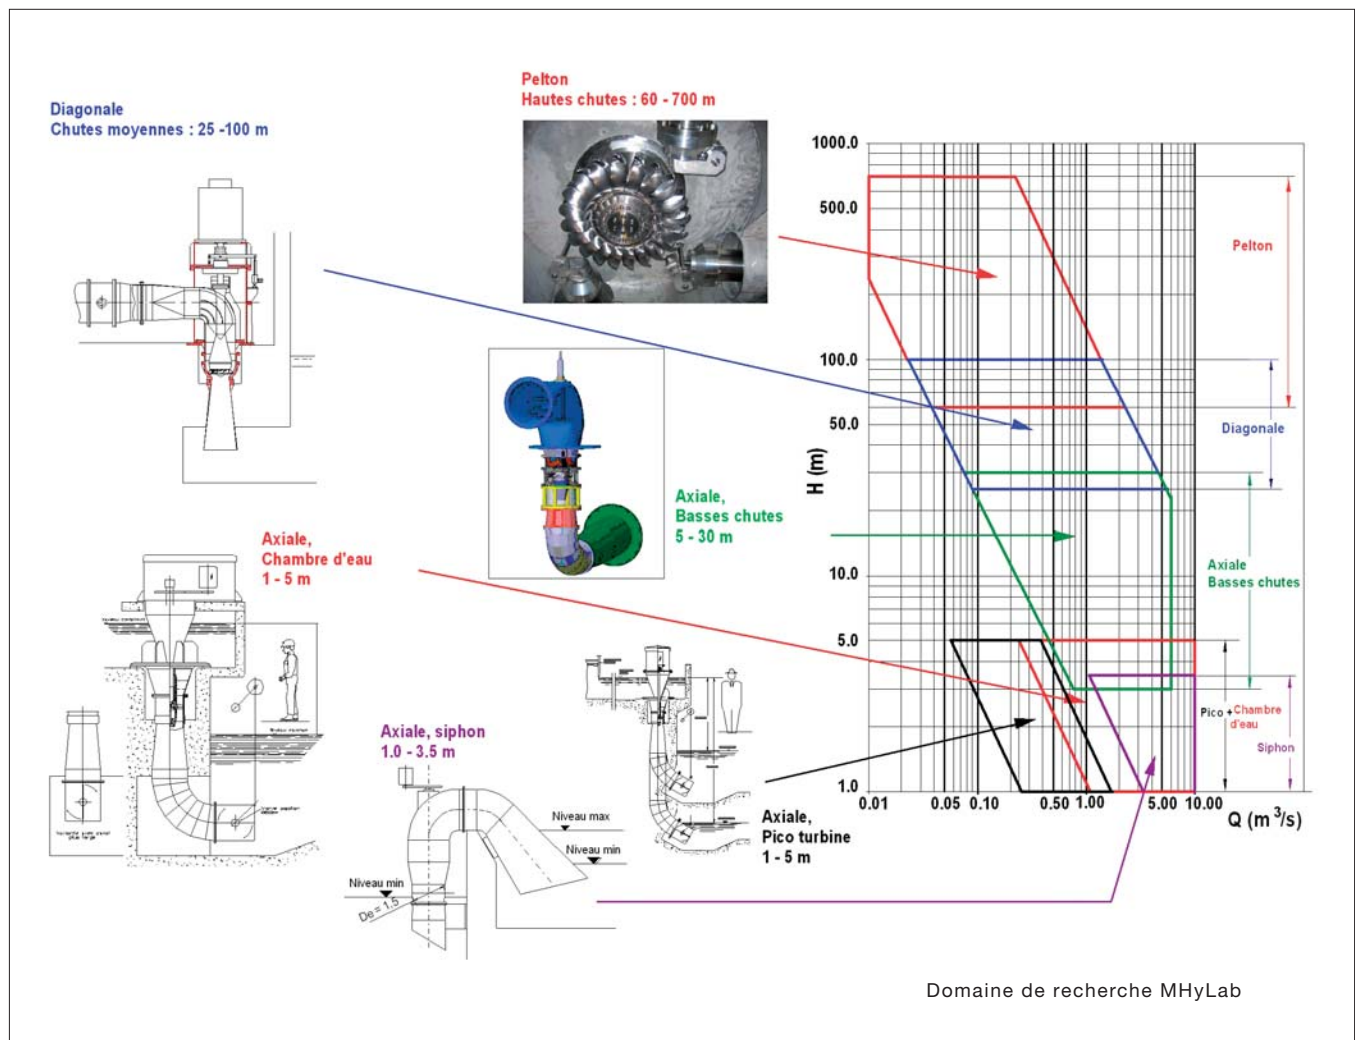 Pelton
Hautes chutes : 60 - 700 m
Diagonale
Chutes moyennes : 25 -100 m
Axiale,
Basses chutes
5 - 30 m
Axiale,
Chambre d'eau
1 - 5 m
Axiale, siphon
1.0 - 3.5 m
Niveau max
Niveau min
Niveau min
De = 1,5
Axiale,
Pico turbine
1 - 5 m
H (m)
1000.0
500.0
100.0
50.0
10.0
5.0
1.0
0.01 0.05 0.10 0.50 1.00 5.00 10.00
Q (m³/s)
Pelton
Diagonale
Axiale
Basses chutes
Pico + Chambre
d'eau
Siphon
Domaine de recherche MHyLab